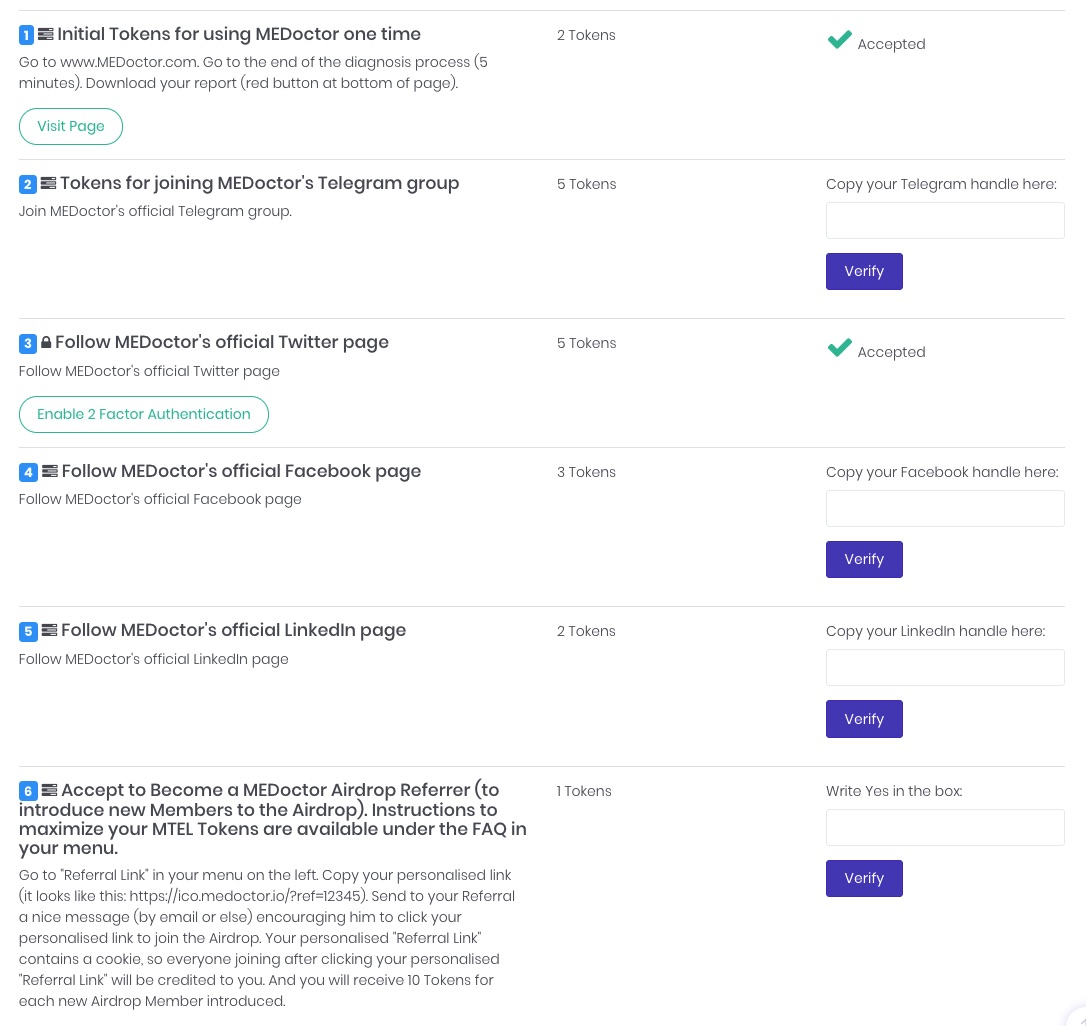 1 Initial Tokens for using MEDoctor one time
2 Tokens
Accepted
Go to www.MEDoctor.com. Go to the end of the diagnosis process (5
minutes). Download your report (red button at bottom of page).
Visit Page
2 Tokens for joining MEDoctor's Telegram group
5 Tokens
Copy your Telegram handle here:
Join MEDoctor's official Telegram group.
Verify
3 Follow MEDoctor's official Twitter page
5 Tokens
Accepted
Follow MEDoctor's official Twitter page
Enable 2 Factor Authentication
4 Follow MEDoctor's official Facebook page
3 Tokens
Copy your Facebook handle here:
Follow MEDoctor's official Facebook page
Verify
5 Follow MEDoctor's official LinkedIn page
2 Tokens
Copy your LinkedIn handle here:
Follow MEDoctor's official LinkedIn page
Verify
6 Accept to Become a MEDoctor Airdrop Referrer (to
introduce new Members to the Airdrop). Instructions to
maximize your MTEL Tokens are available under the FAQ in
your menu.
1 Tokens
Write Yes in the box:
Verify
Go to "Referral Link" in your menu on the left. Copy your personalised link
(it looks like this: https://ico.medoctor.io/?ref=12345). Send to your Referral
a nice message (by email or else) encouraging him to click your
personalised link to join the Airdrop. Your personalised "Referral Link"
contains a cookie, so everyone joining after clicking your personalised
"Referral Link" will be credited to you. And you will receive 10 Tokens for
each new Airdrop Member introduced.